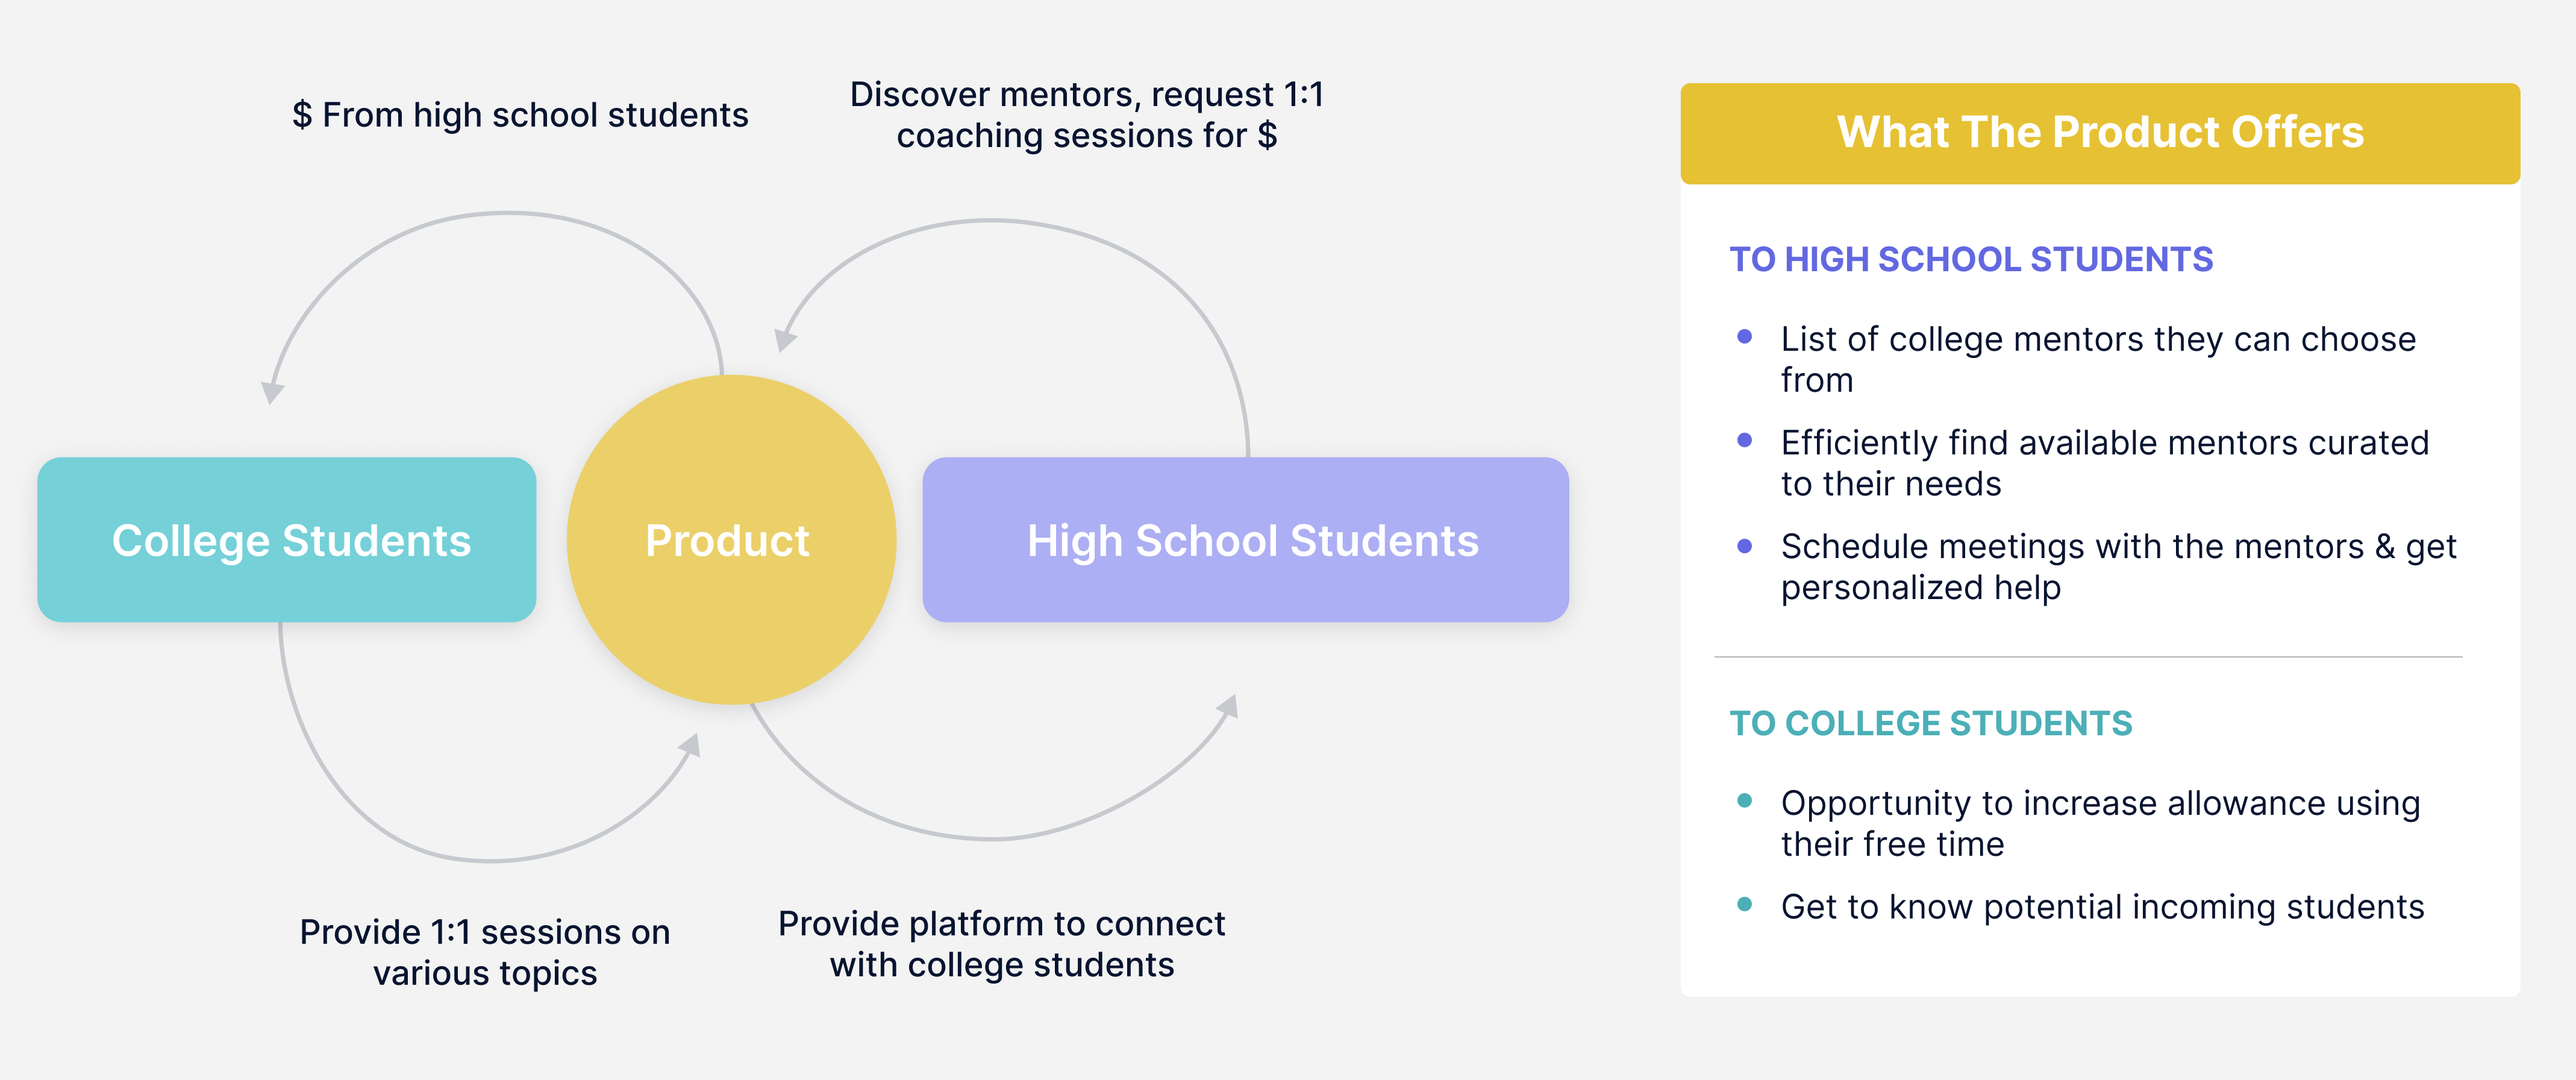 $ From high school students
Discover mentors, request 1:1
coaching sessions for $
College Students
Product
High School Students
Provide 1:1 sessions on
various topics
Provide platform to connect
with college students
What The Product Offers
TO HIGH SCHOOL STUDENTS
List of college mentors they can choose
from
Efficiently find available mentors curated
to their needs
Schedule meetings with the mentors & get
personalized help
TO COLLEGE STUDENTS
Opportunity to increase allowance using
their free time
Get to know potential incoming students